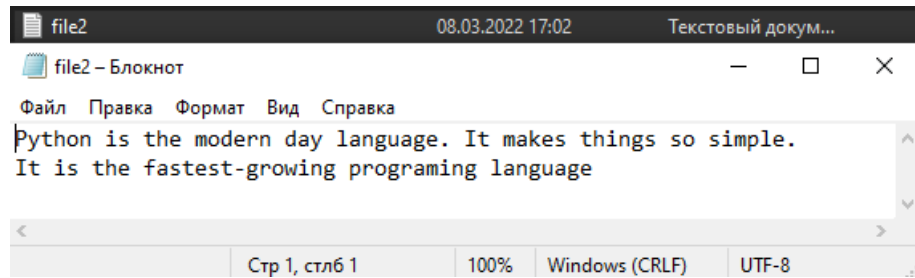 file2 08.03.2022 17:02 Текстовый докум...
file2 – Блокнот
Файл Правка Формат Вид Справка
Python is the modern day language. It makes things so simple.
It is the fastest-growing programing language
Стр 1, стлб 1 100% Windows (CRLF) UTF-8